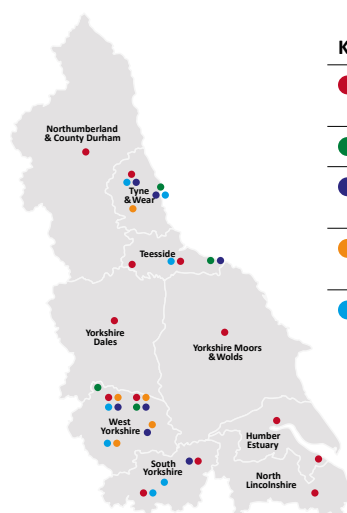 K
Northumberland
& County Durham
Tyne
& Wear
Teesside
Yorkshire
Dales
Yorkshire Moors
& Wolds
West
Yorkshire
Humber
Estuary
South
Yorkshire
North
Lincolnshire